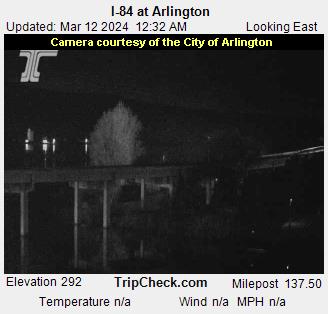 I-84 at Arlington
Updated: Mar 12 2024 12:32 AM Looking East
Camera courtesy of the City of Arlington
Elevation 292 TripCheck.com Milepost 137.50
Temperature n/a Wind n/a MPH n/a